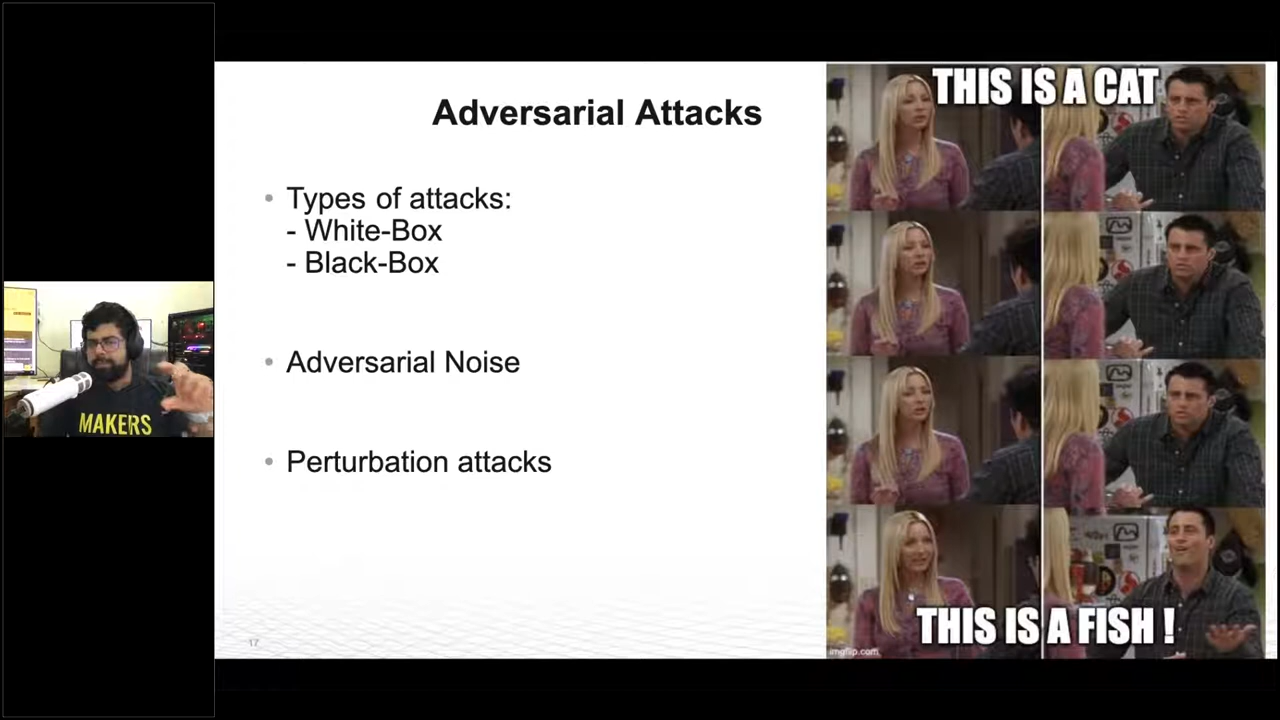 Adversarial Attacks
• Types of attacks:
- White-Box
- Black-Box
• Adversarial Noise
• Perturbation attacks
17
THIS IS A CAT
THIS IS A FISH !
imgflip.com
MAKERS